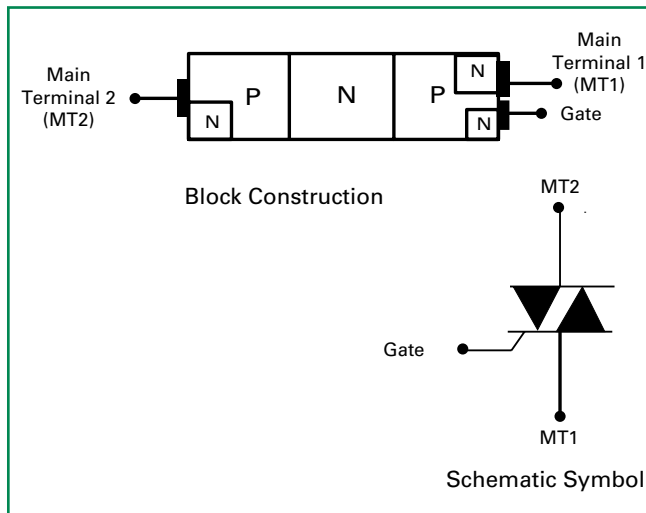 Main
Terminal 2
(MT2)
P
N
N
P
N
N
Main
Terminal 1
(MT1)
Gate
Block Construction
MT2
Gate
MT1
Schematic Symbol